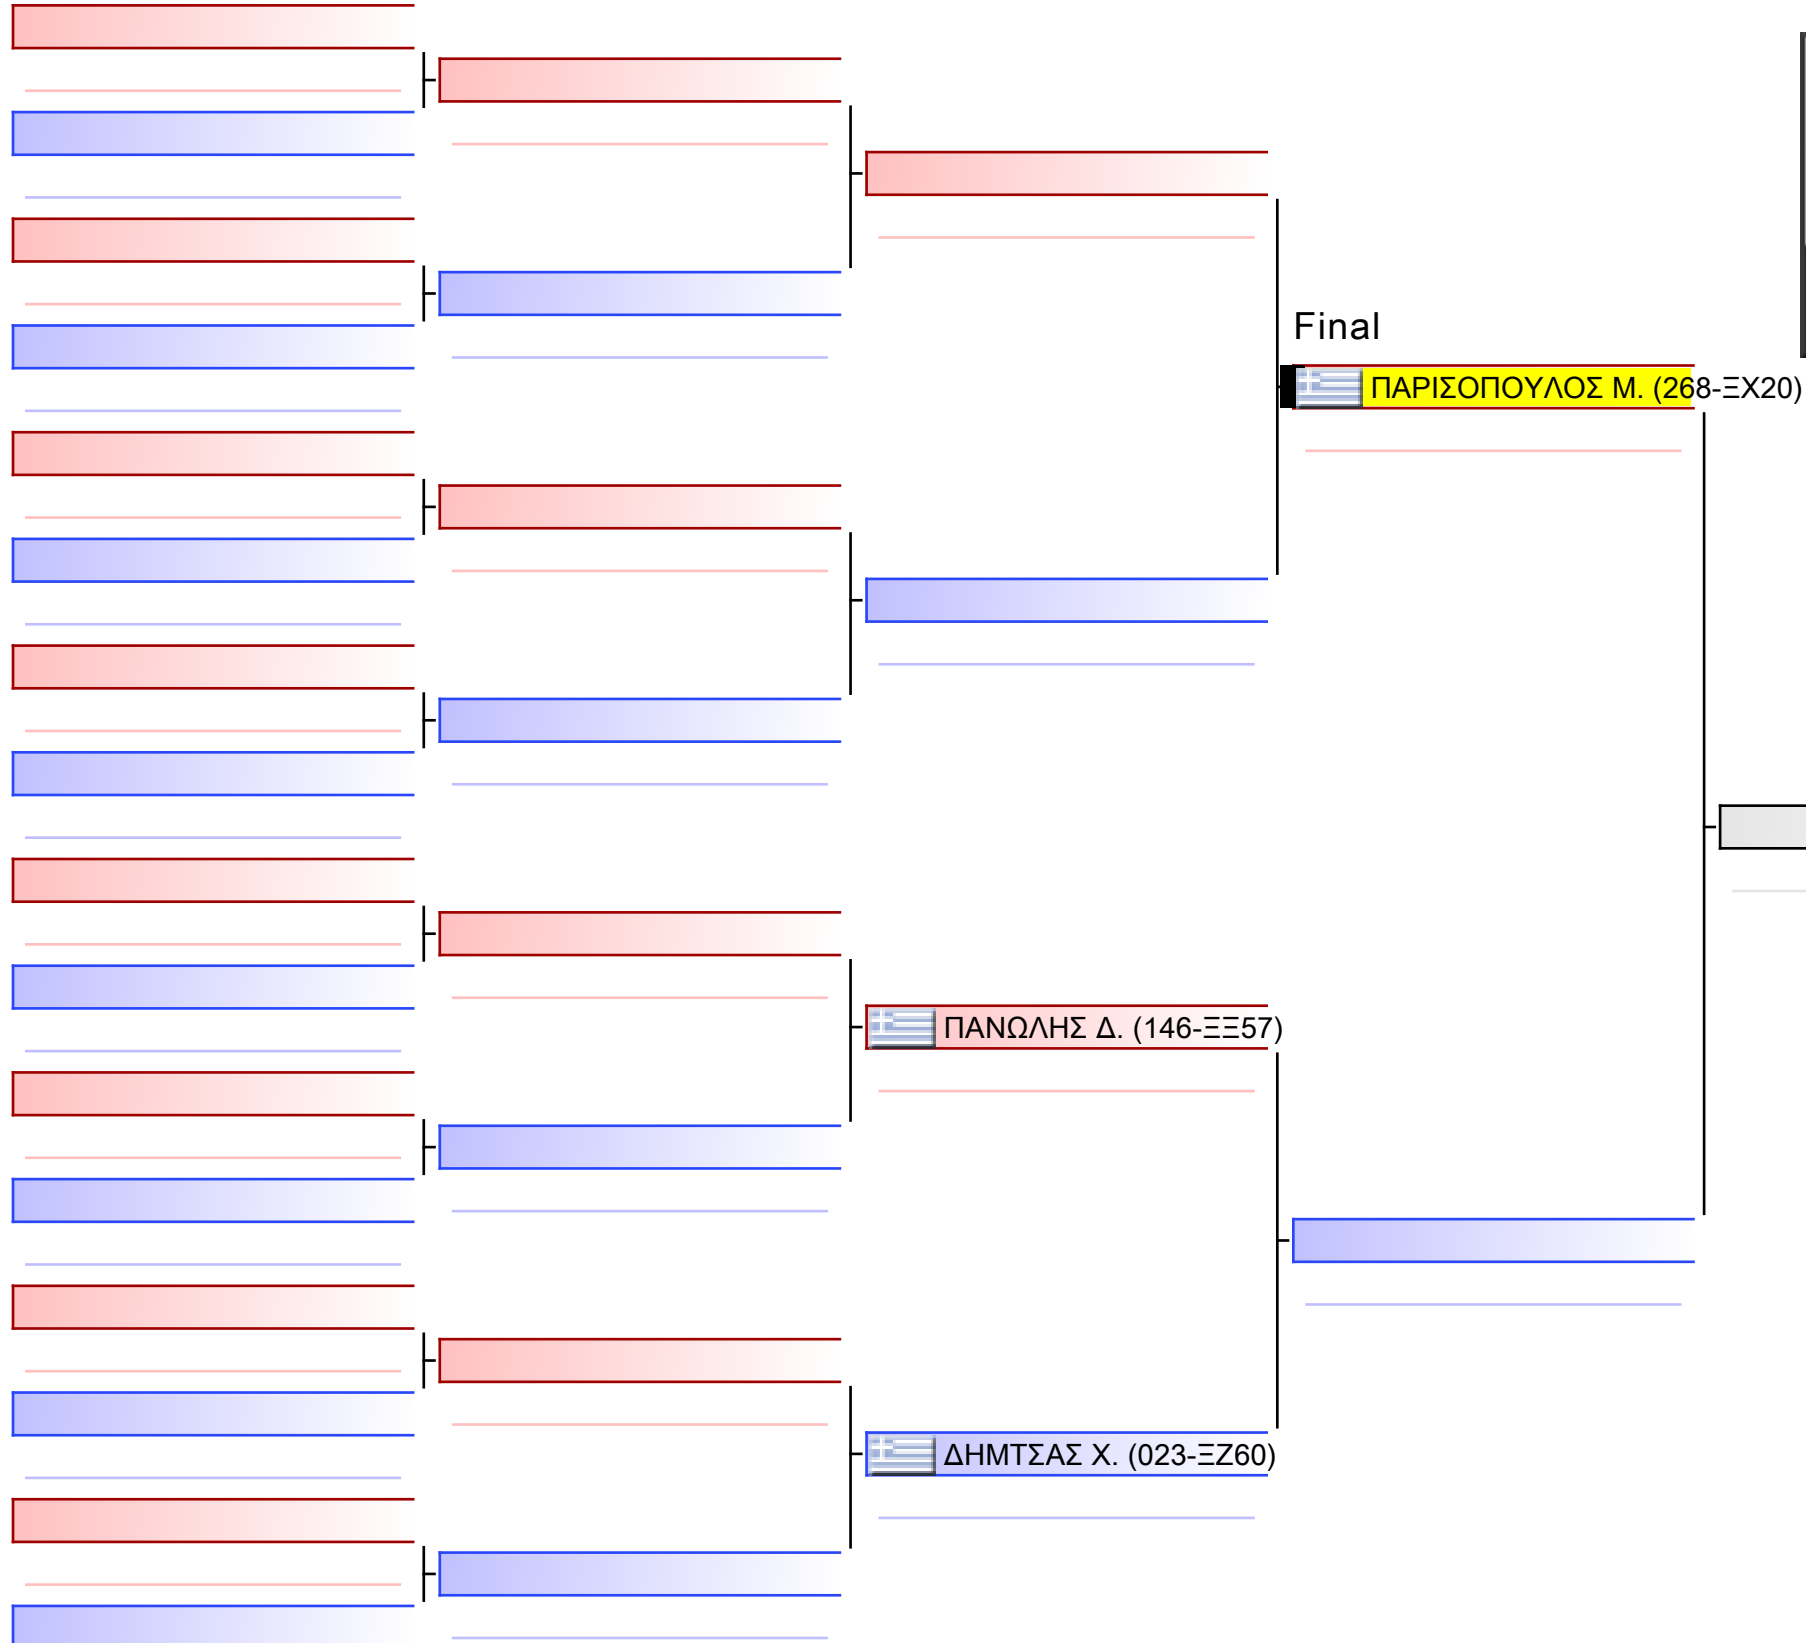 Final
ΠΑΡΙΣΟΠΟΥΛΟΣ Μ. (268-ΞΧ20)
ΠΑΝΩΛΗΣ Δ. (146-ΞΞ57)
ΔΗΜΤΣΑΣ Χ. (023-ΞΖ60)